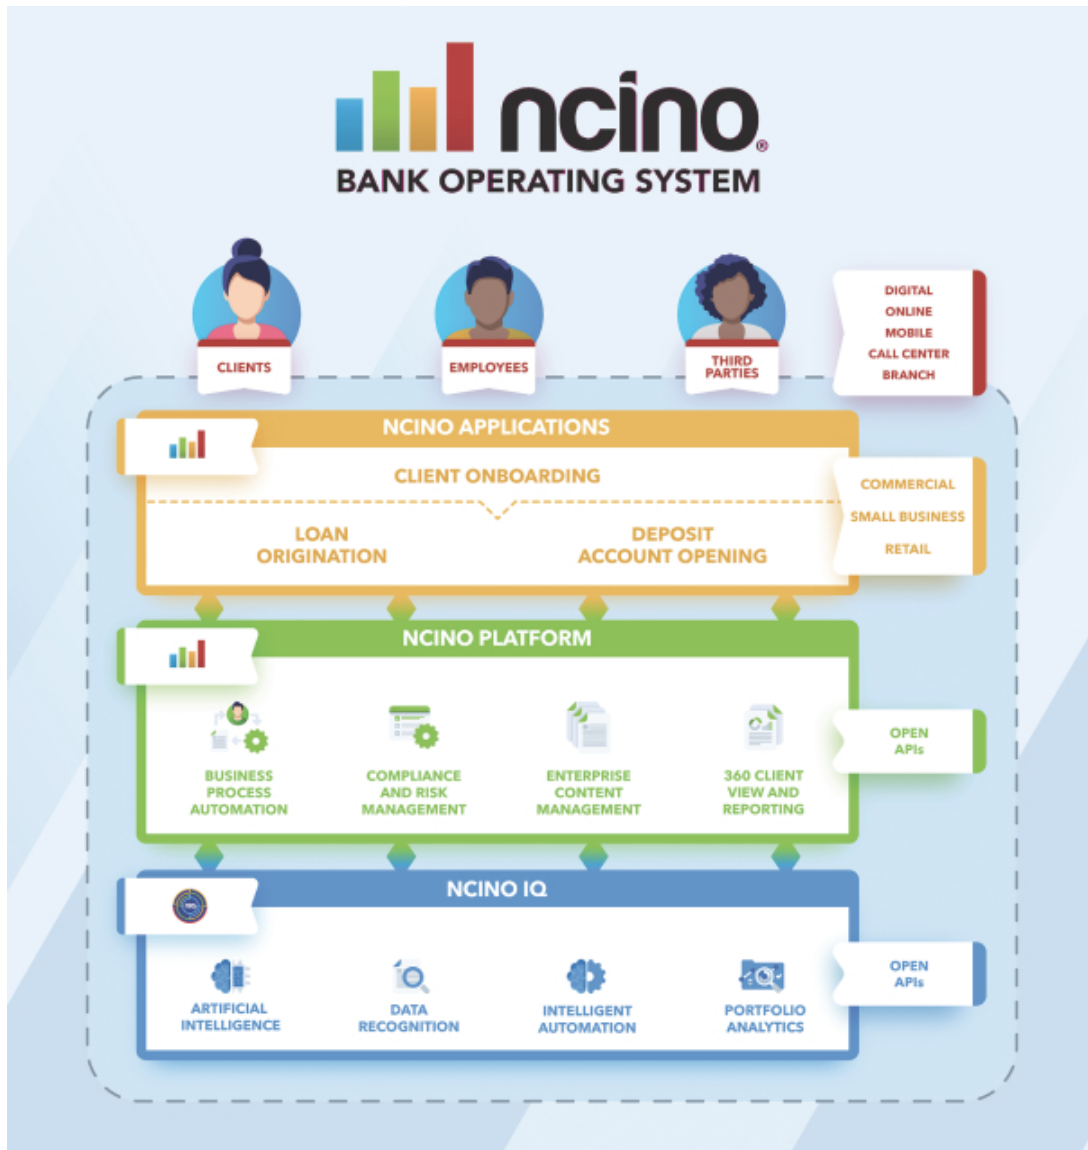 ncino®
BANK OPERATING SYSTEM
CLIENTS
EMPLOYEES
THIRD
PARTIES
DIGITAL
ONLINE
MOBILE
CALL CENTER
BRANCH
NCINO APPLICATIONS
CLIENT ONBOARDING
LOAN
ORIGINATION
DEPOSIT
ACCOUNT OPENING
COMMERCIAL
SMALL BUSINESS
RETAIL
NCINO PLATFORM
BUSINESS
PROCESS
AUTOMATION
COMPLIANCE
AND RISK
MANAGEMENT
ENTERPRISE
CONTENT
MANAGEMENT
360 CLIENT
VIEW AND
REPORTING
OPEN
APIs
NCINO IQ
ARTIFICIAL
INTELLIGENCE
DATA
RECOGNITION
INTELLIGENT
AUTOMATION
PORTFOLIO
ANALYTICS
OPEN
APIs